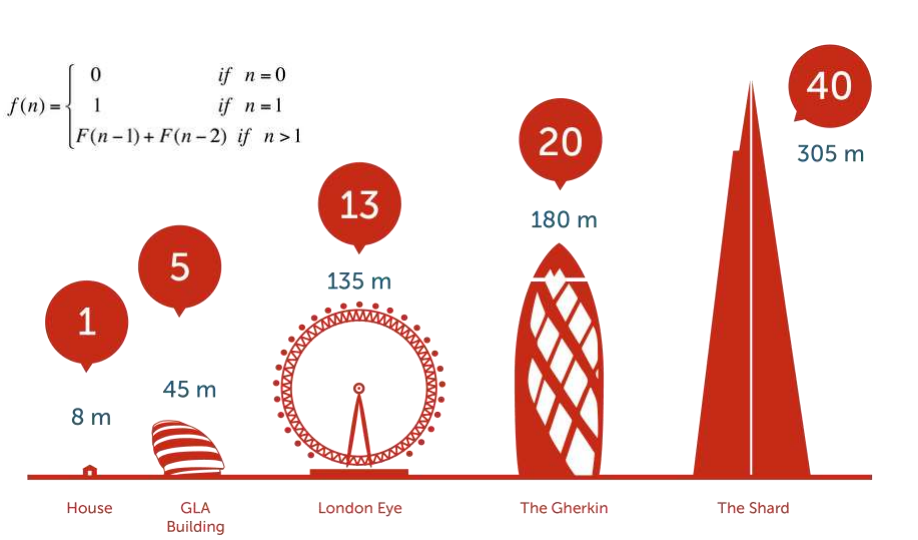 f(n) = { 0 if n = 0
1 if n = 1
F(n−1) + F(n−2) if n > 1
40
305 m
20
180 m
13
135 m
5
45 m
1
8 m
House
GLA
Building
London Eye
The Gherkin
The Shard